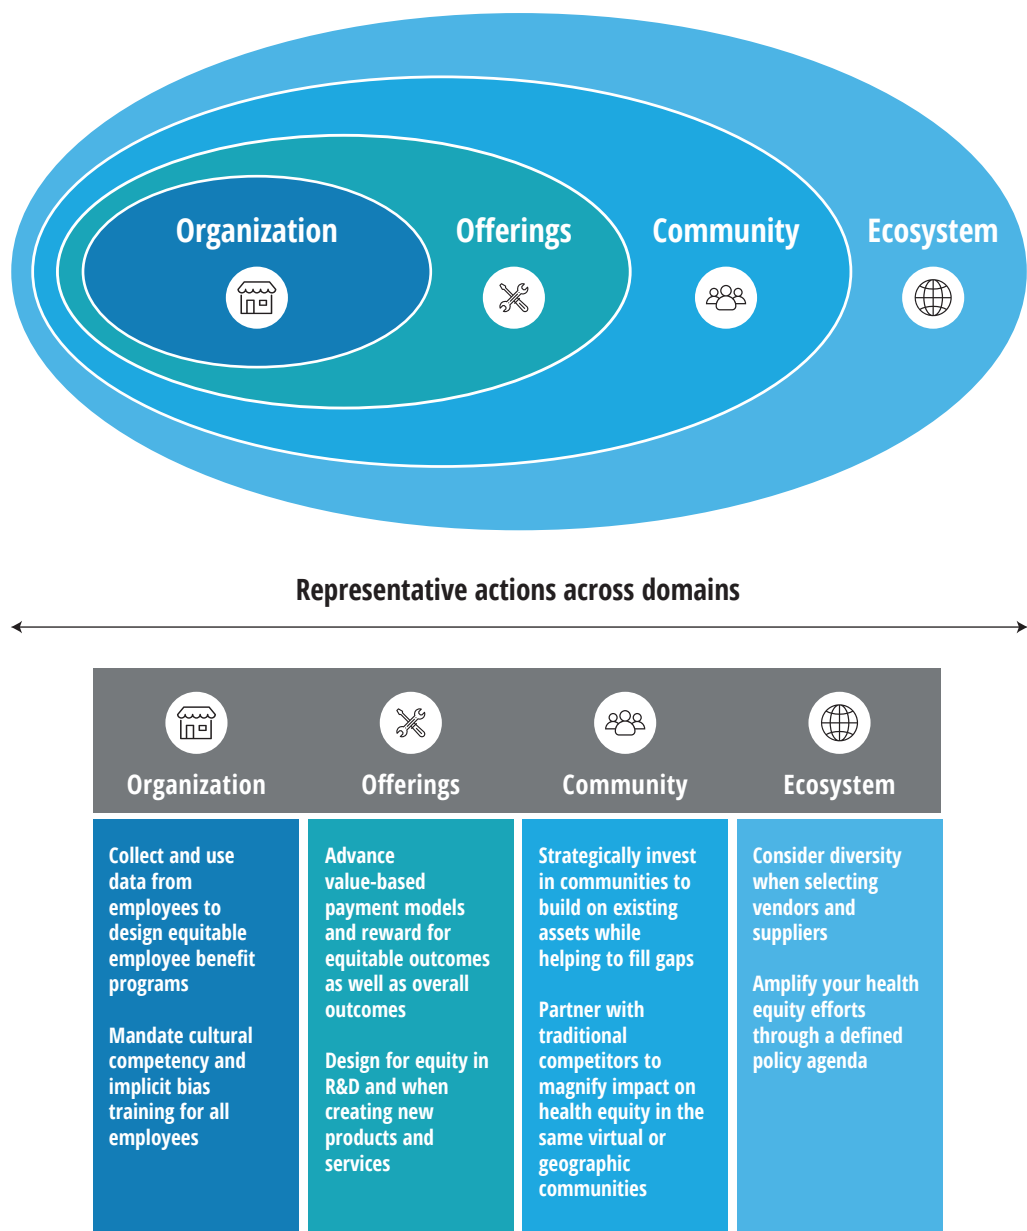 Organization
Offerings
Community
Ecosystem
Representative actions across domains
Organization
Offerings
Community
Ecosystem
Collect and use
data from
employees to
design equitable
employee benefit
programs
Mandate cultural
competency and
implicit bias
training for all
employees
Advance
value-based
payment models
and reward for
equitable outcomes
as well as overall
outcomes
Design for equity in
R&D and when
creating new
products and
services
Strategically invest
in communities to
build on existing
assets while
helping to fill gaps
Partner with
traditional
competitors to
magnify impact on
health equity in the
same virtual or
geographic
communities
Consider diversity
when selecting
vendors and
suppliers
Amplify your health
equity efforts
through a defined
policy agenda